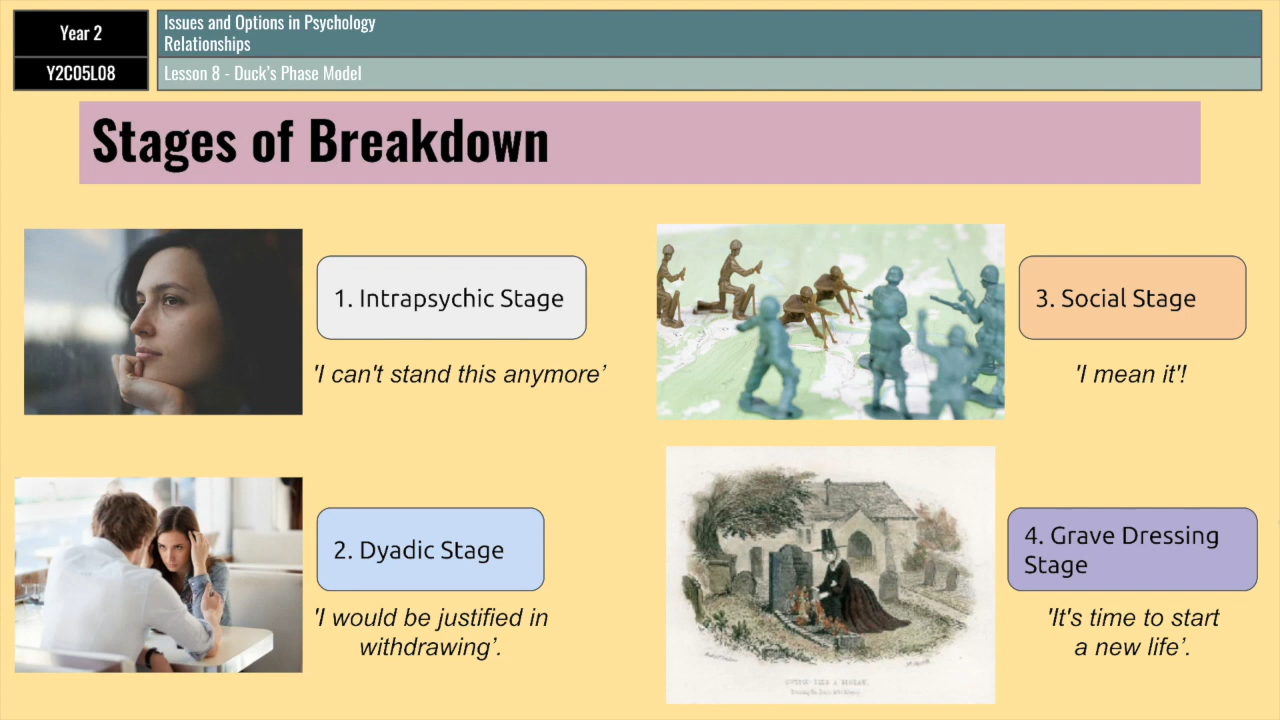 Year 2
Issues and Options in Psychology
Relationships
Y2C05L08
Lesson 8 - Duck's Phase Model
Stages of Breakdown
1. Intrapsychic Stage
'I can't stand this anymore’
2. Dyadic Stage
'I would be justified in
withdrawing’.
3. Social Stage
'I mean it'!
4. Grave Dressing
Stage
'It's time to start
a new life’.